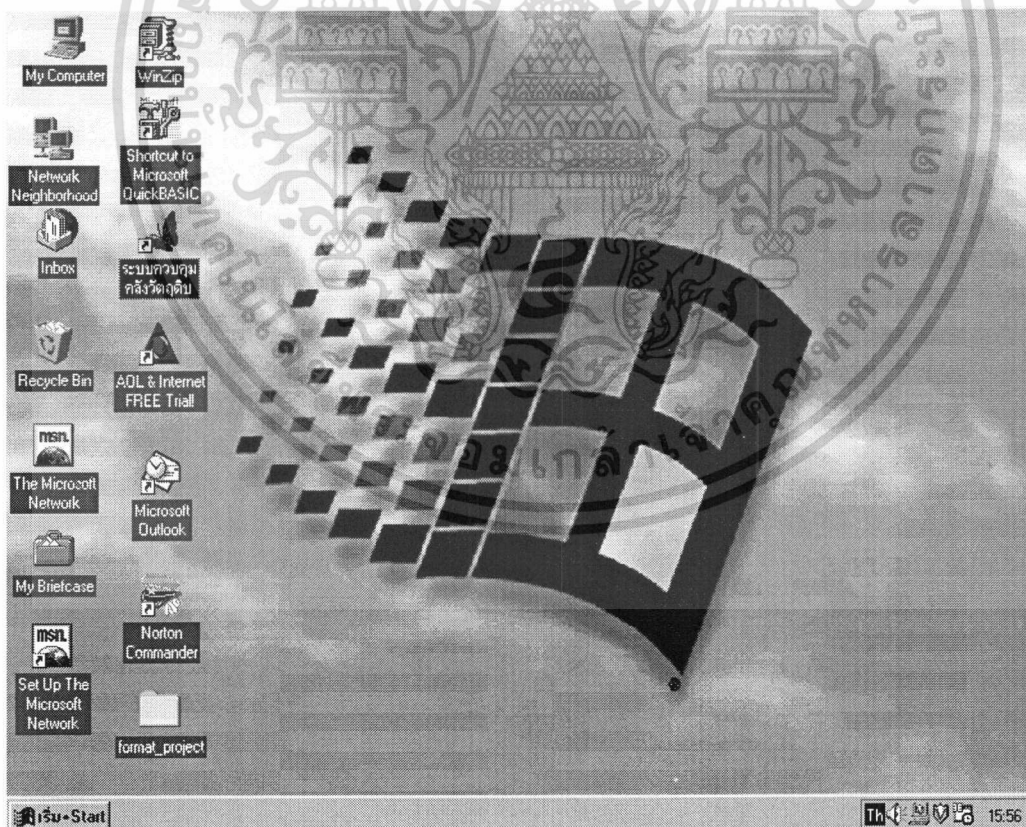 My Computer
WinZip
Network
Neighborhood
Shortcut to
Microsoft
QuickBASIC
Inbox
ระบบควบคุม
คลังวัตถุดิบ
Recycle Bin
AOL & Internet
FREE Trial!
msn.
The Microsoft
Network
Microsoft
Outlook
My Briefcase
Norton
Commander
msn.
Set Up The
Microsoft
Network
format_project
เริ่ม•Start
Th
15:56